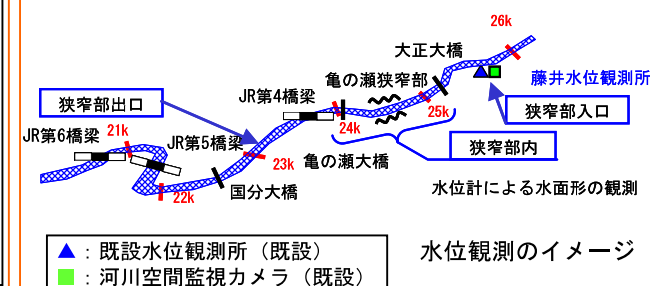 26k
大正大橋
藤井水位観測所
亀の瀬狭窄部
JR第4橋梁
狭窄部出口
狭窄部入口
25k
24k
JR第6橋梁
21k
JR第5橋梁
狭窄部内
23k
亀の瀬大橋
国分大橋
22k
水位計による水面形の観測
▲:既設水位観測所(既設)
■:河川空間監視カメラ(既設)
水位観測のイメージ